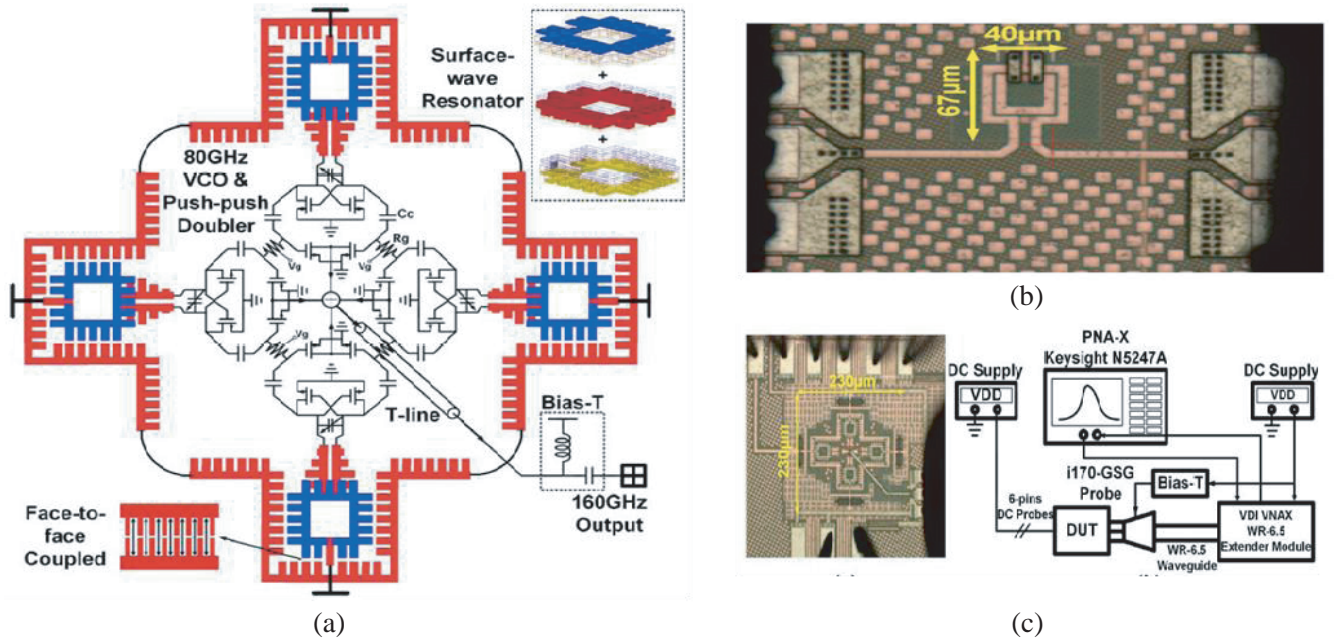 Surface-
wave
Resonator
+
+
80GHz
VCO &
Push-push
Doubler
Cc
Rg
Vg
Vg
Vg
T-line
Bias-T
160GHz
Output
Face-to-
face
Coupled
(a)
40μm
67μm
(b)
230μm
230μm
PNA-X
Keysight N5247A
DC Supply
VDD
DC Supply
VDD
i170-GSG
Probe
Bias-T
6-pins
DC Probes
DUT
VDI VNAX
WR-6.5
Extender Module
WR-6.5
Waveguide
(c)